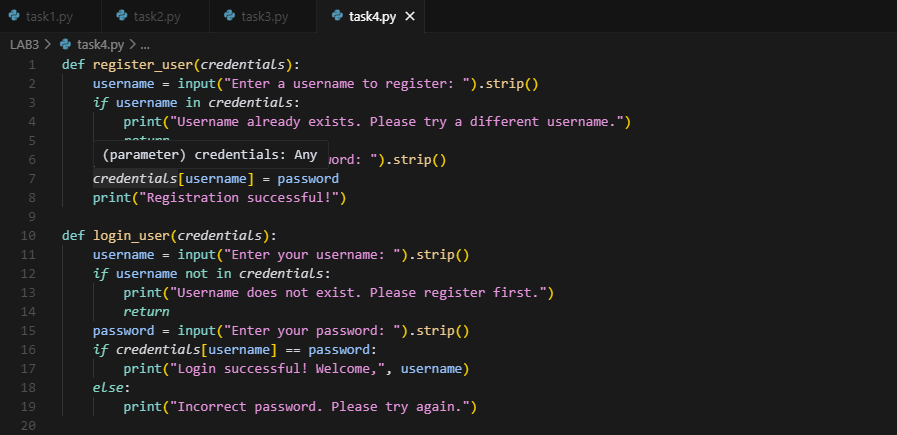 task1.py task2.py task3.py task4.py
LAB3 > task4.py > ...
1 def register_user(credentials):
2 username = input("Enter a username to register: ").strip()
3 if username in credentials:
4 print("Username already exists. Please try a different username.")
5 return
(parameter) credentials: Any
6 word: ").strip()
7 credentials[username] = password
8 print("Registration successful!")
9
10 def login_user(credentials):
11 username = input("Enter your username: ").strip()
12 if username not in credentials:
13 print("Username does not exist. Please register first.")
14 return
15 password = input("Enter your password: ").strip()
16 if credentials[username] == password:
17 print("Login successful! Welcome,", username)
18 else:
19 print("Incorrect password. Please try again.")
20